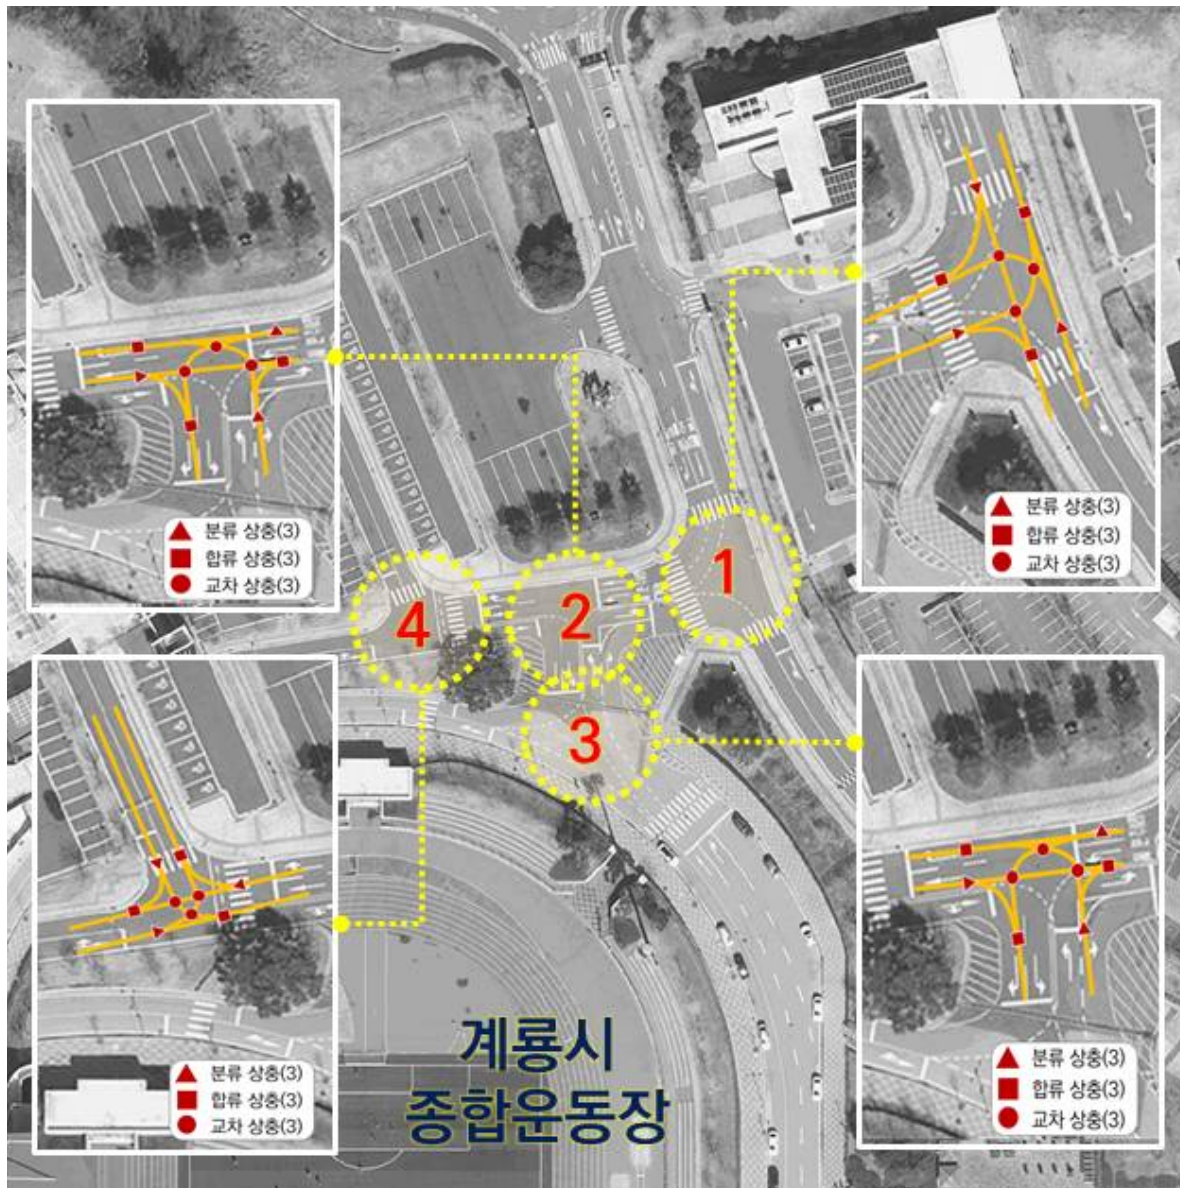 분류 상충(3)
합류 상충(3)
교차 상충(3)
분류 상충(3)
합류 상충(3)
교차 상충(3)
1
2
3
4
분류 상충(3)
합류 상충(3)
교차 상충(3)
분류 상충(3)
합류 상충(3)
교차 상충(3)
계룡시
종합운동장